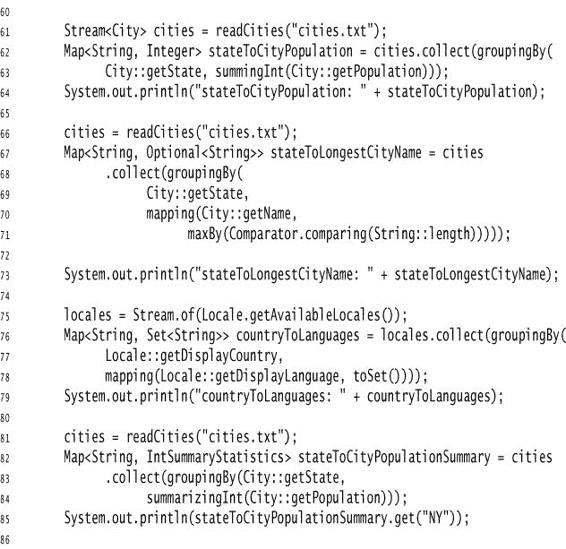 60
61 Stream<City> cities = readCities("cities.txt");
62 Map<String, Integer> stateToCityPopulation = cities.collect(groupingBy(
63 City::getState, summingInt(City::getPopulation)));
64 System.out.println("stateToCityPopulation: " + stateToCityPopulation);
65
66 cities = readCities("cities.txt");
67 Map<String, Optional<String>> stateToLongestCityName = cities
68 .collect(groupingBy(
69 City::getState,
70 mapping(City::getName,
71 maxBy(Comparator.comparing(String::length)))));
72
73 System.out.println("stateToLongestCityName: " + stateToLongestCityName);
74
75 locales = Stream.of(Locale.getAvailableLocales());
76 Map<String, Set<String>> countryToLanguages = locales.collect(groupingBy(
77 Locale::getDisplayCountry,
78 mapping(Locale::getDisplayLanguage, toSet())));
79 System.out.println("countryToLanguages: " + countryToLanguages);
80
81 cities = readCities("cities.txt");
82 Map<String, IntSummaryStatistics> stateToCityPopulationSummary = cities
83 .collect(groupingBy(City::getState,
84 summarizingInt(City::getPopulation)));
85 System.out.println(stateToCityPopulationSummary.get("NY"));
86